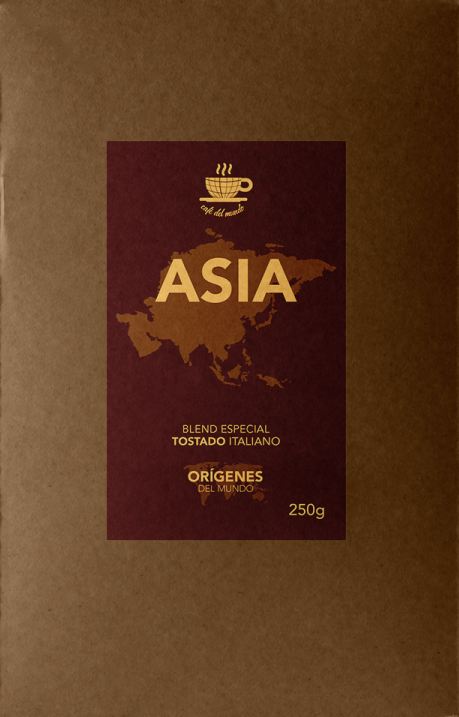 café del mundo
ASIA
BLEND ESPECIAL
TOSTADO ITALIANO
ORÍGENES
DEL MUNDO
250g